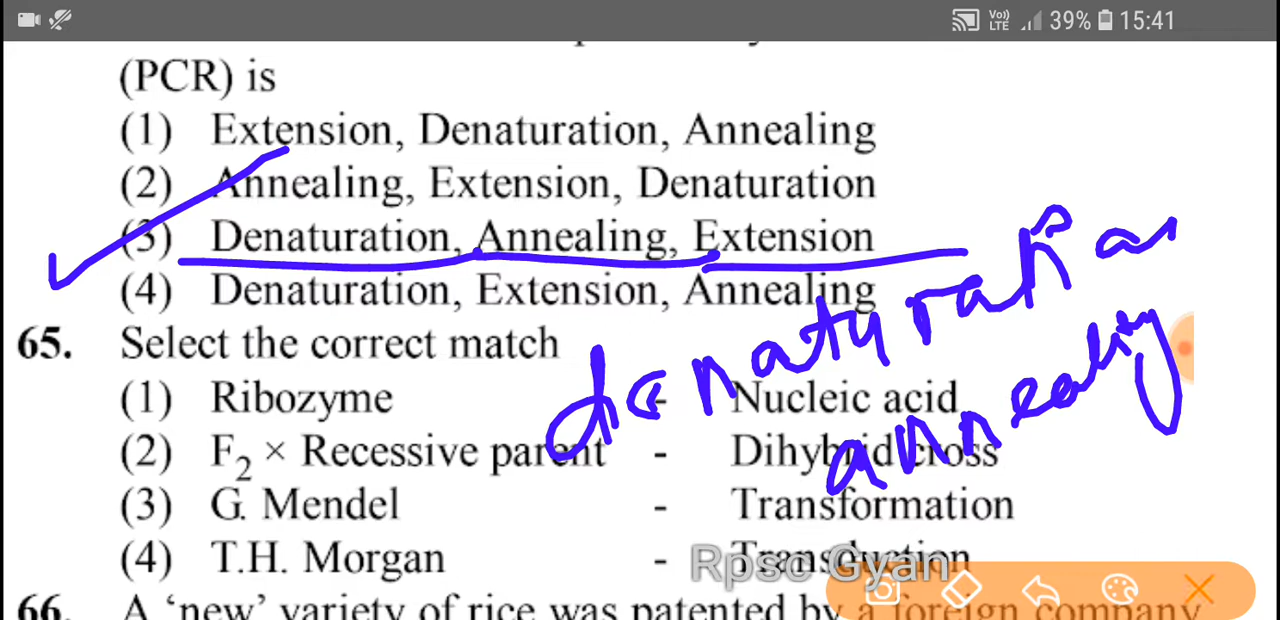 Vo)) LTE 39% 15:41
(PCR) is
(1) Extension, Denaturation, Annealing
(2) Annealing, Extension, Denaturation
(3) Denaturation, Annealing, Extension
(4) Denaturation, Extension, Annealing
denaturation
annealing
65. Select the correct match
(1) Ribozyme - Nucleic acid
(2) F₂ × Recessive parent - Dihybrid cross
(3) G. Mendel - Transformation
(4) T.H. Morgan - Transduction
Rpsc Gyan
66. A ‘new’ variety of rice was patented by a foreign company